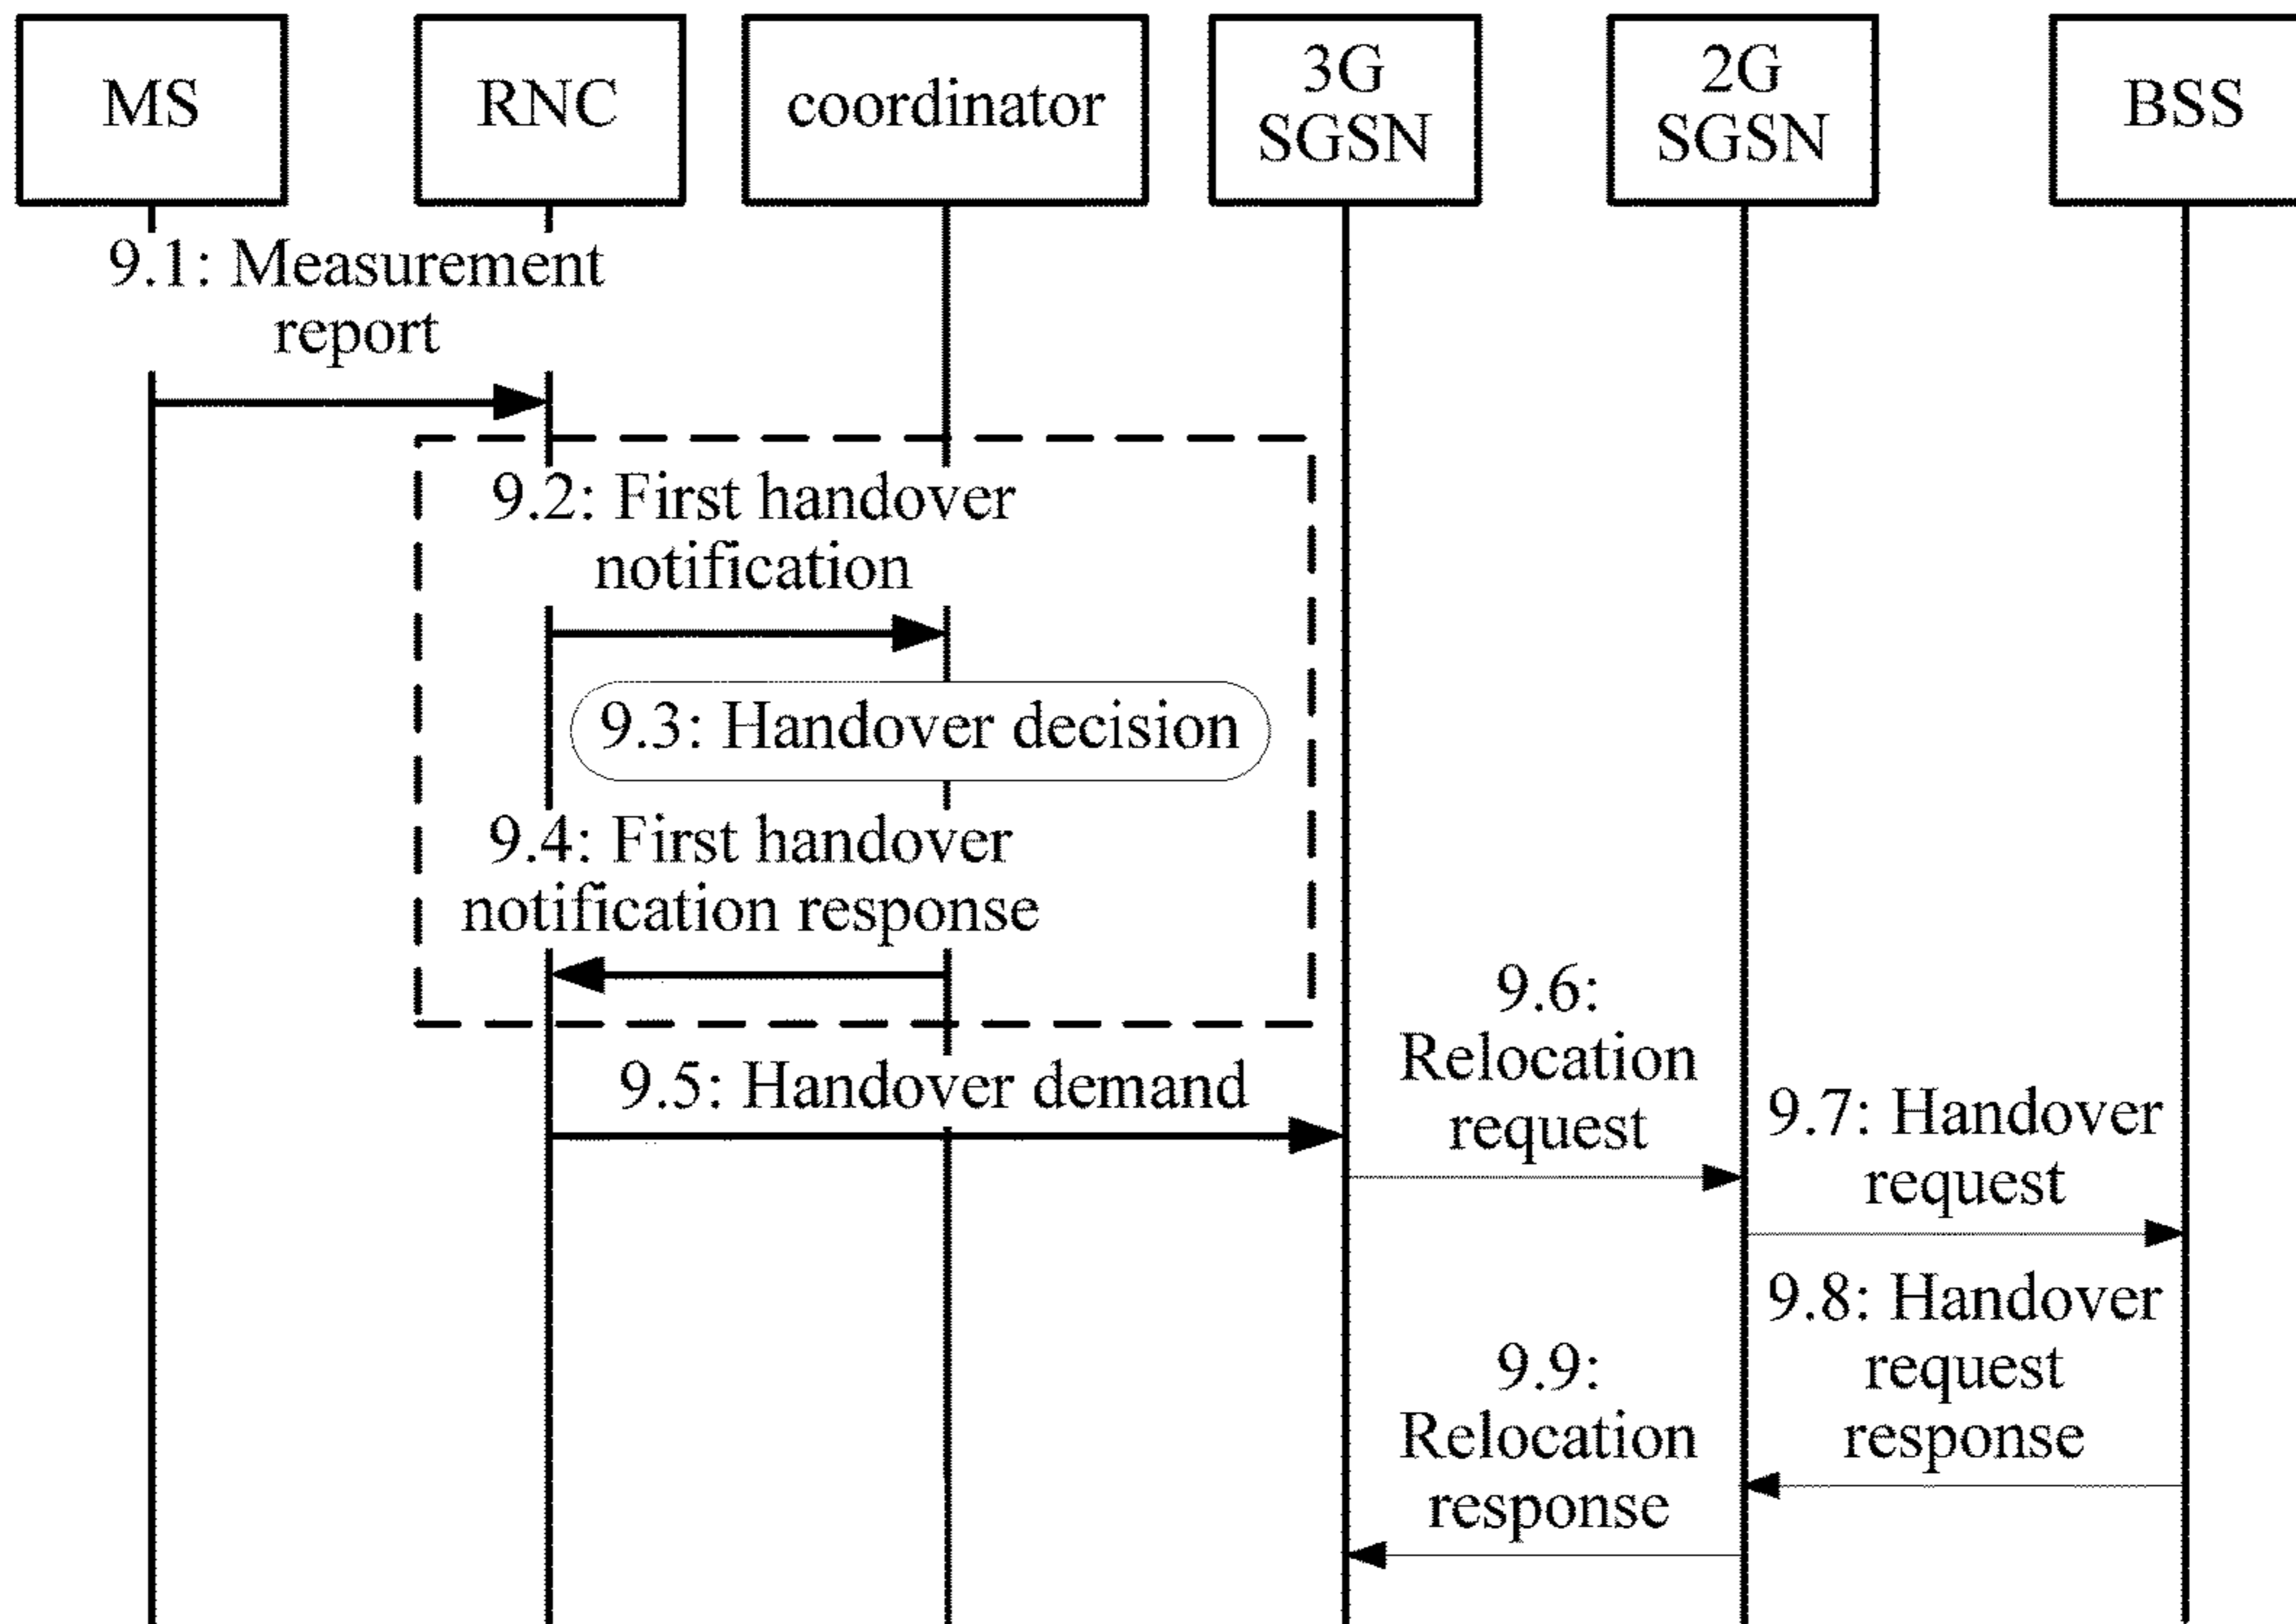 MS
RNC
coordinator
3G
SGSN
2G
SGSN
BSS
9.1: Measurement
report
9.2: First handover
notification
9.3: Handover decision
9.4: First handover
notification response
9.5: Handover demand
9.6:
Relocation
request
9.7: Handover
request
9.8: Handover
request
response
9.9:
Relocation
response